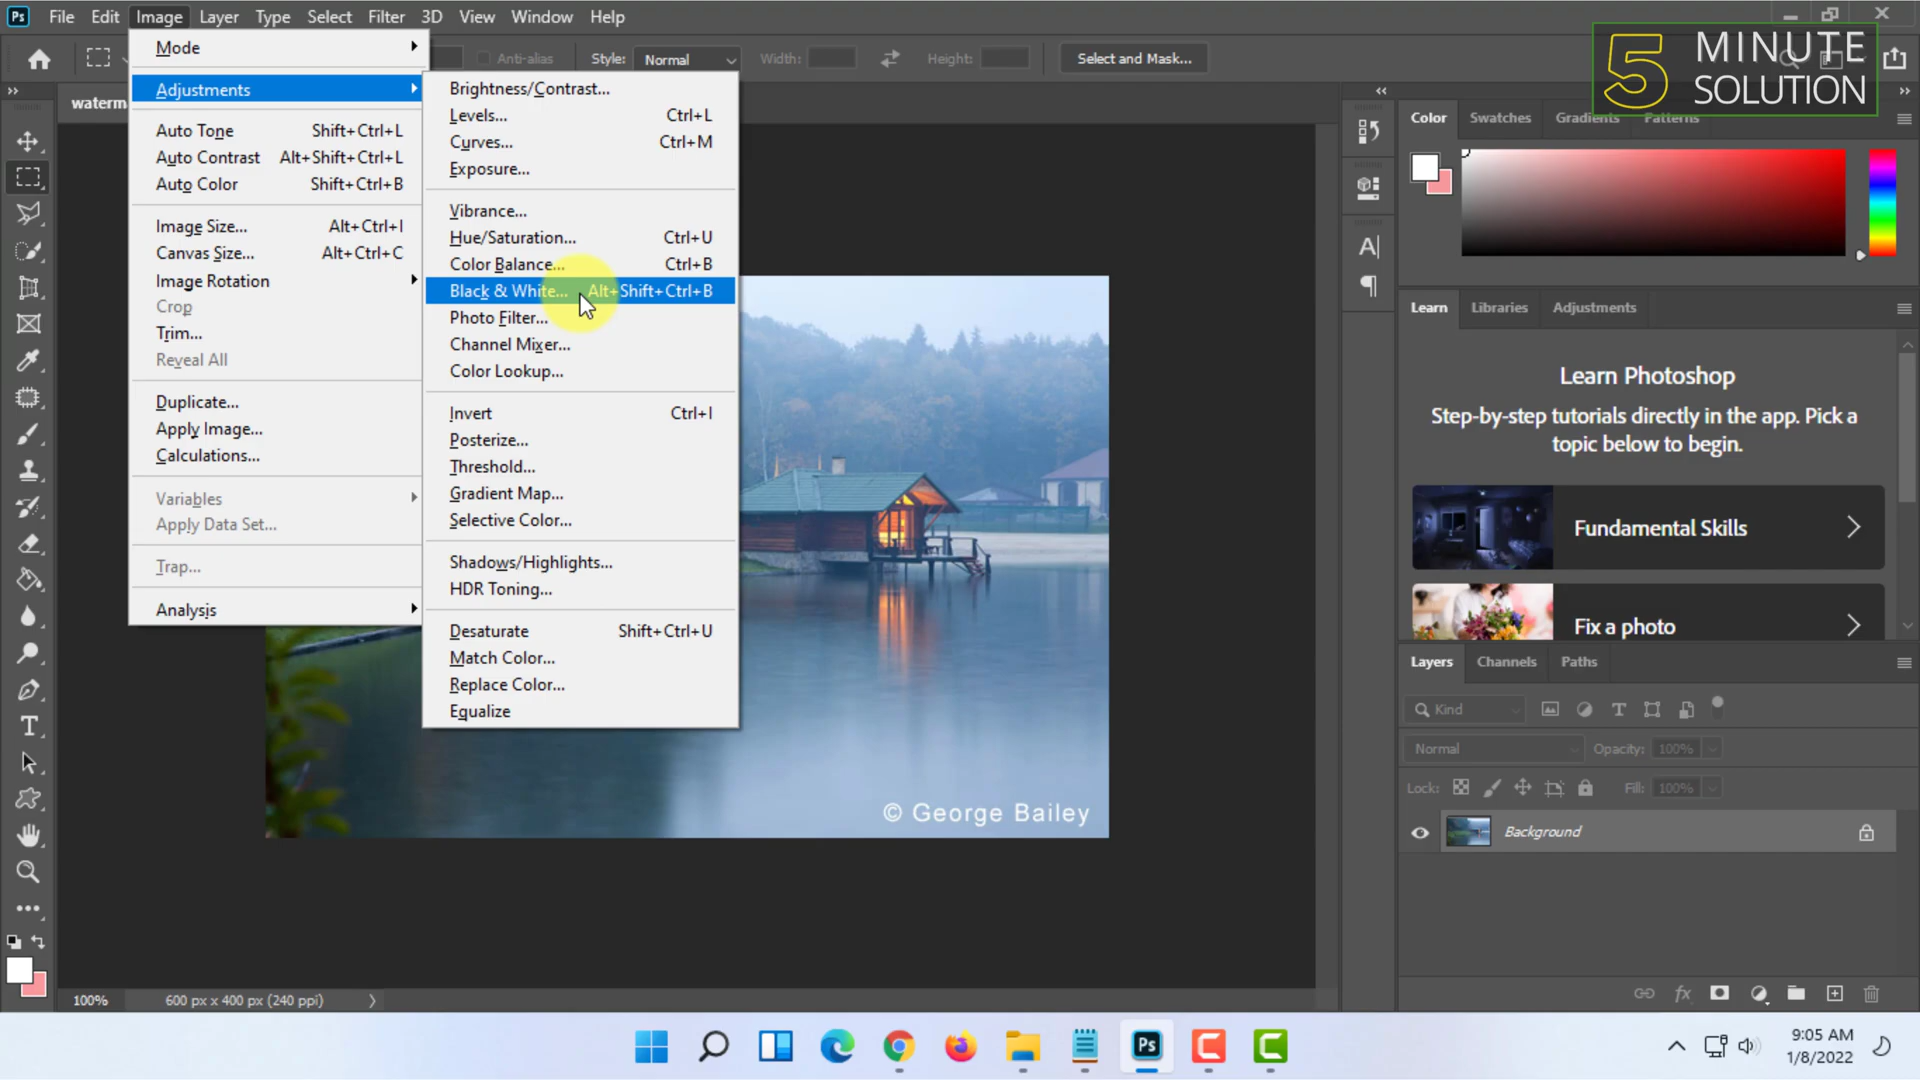 Ps File Edit Image Layer Type Select Filter 3D View Window Help
5 MINUTE
SOLUTION
Anti-alias Style: Normal Width: Height: Select and Mask...
waterm
Mode
Adjustments
Auto Tone Shift+Ctrl+L
Auto Contrast Alt+Shift+Ctrl+L
Auto Color Shift+Ctrl+B
Image Size... Alt+Ctrl+I
Canvas Size... Alt+Ctrl+C
Image Rotation
Crop
Trim...
Reveal All
Duplicate...
Apply Image...
Calculations...
Variables
Apply Data Set...
Trap...
Analysis
Brightness/Contrast...
Levels... Ctrl+L
Curves... Ctrl+M
Exposure...
Vibrance...
Hue/Saturation... Ctrl+U
Color Balance... Ctrl+B
Black & White... Alt+Shift+Ctrl+B
Photo Filter...
Channel Mixer...
Color Lookup...
Invert Ctrl+I
Posterize...
Threshold...
Gradient Map...
Selective Color...
Shadows/Highlights...
HDR Toning...
Desaturate Shift+Ctrl+U
Match Color...
Replace Color...
Equalize
© George Bailey
Color Swatches Gradients Patterns
Learn Libraries Adjustments
Learn Photoshop
Step-by-step tutorials directly in the app. Pick a
topic below to begin.
Fundamental Skills
Fix a photo
Layers Channels Paths
Kind
Normal Opacity: 100%
Lock: Fill: 100%
Background
fx
100% 600 px x 400 px (240 ppi)
Ps
9:05 AM
1/8/2022